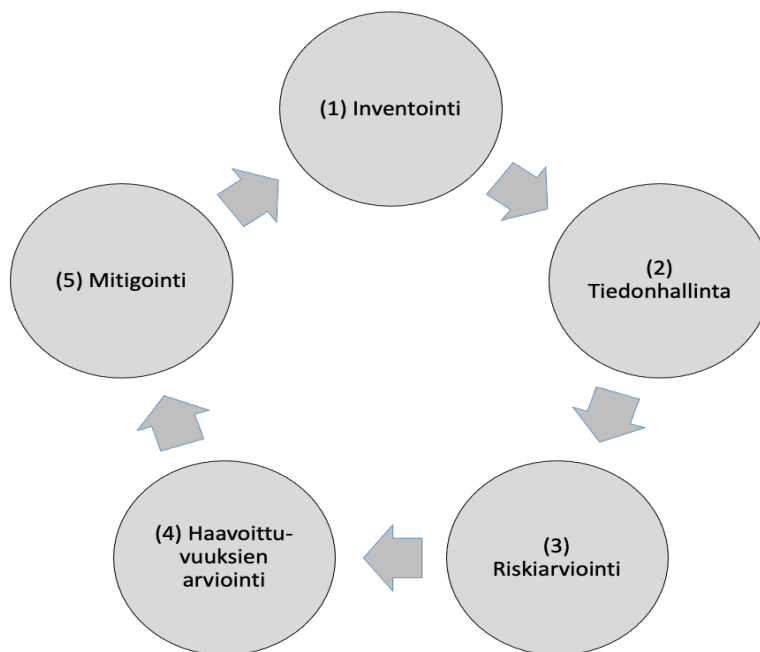 (1) Inventointi
(2)
Tiedonhallinta
(3)
Riskiarviointi
(4) Haavoittu-
vuuksien
arviointi
(5) Mitigointi